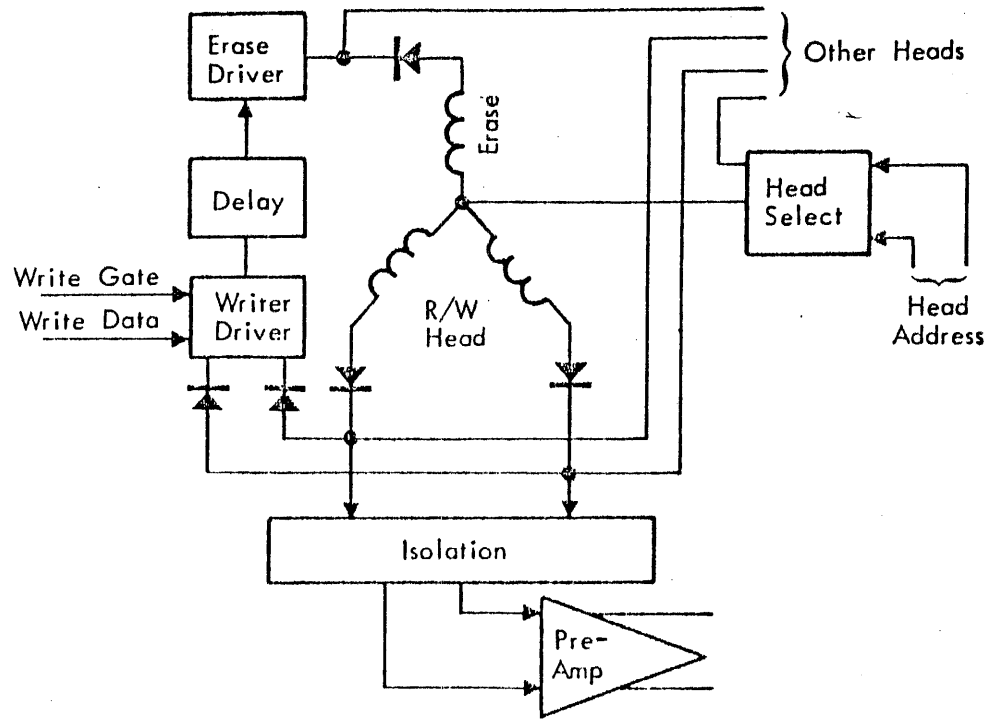 Erase
Driver
Other Heads
Erase
Delay
Head
Select
Write Gate
Write Data
Writer
Driver
R/W
Head
Head
Address
Isolation
Pre-
Amp